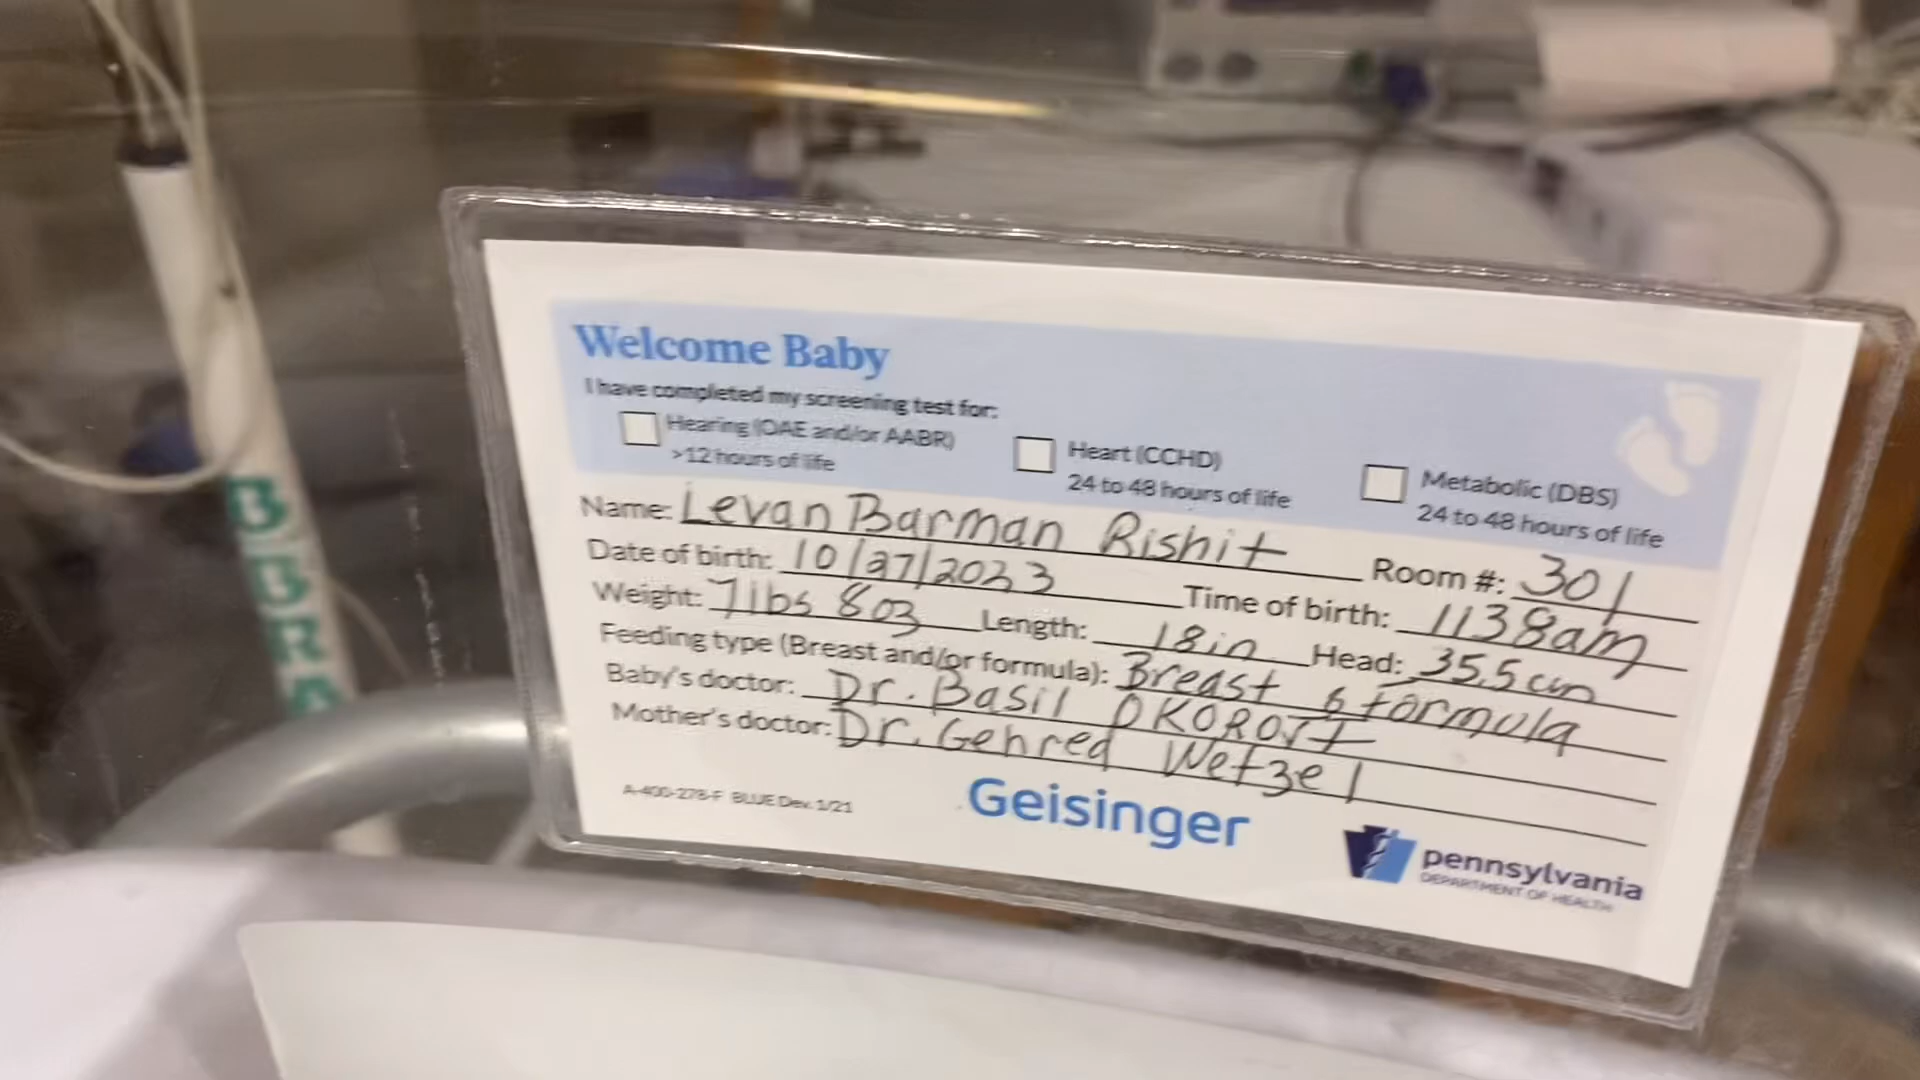 Welcome Baby
I have completed my screening test for:
Hearing (OAE and/or AABR)
>12 hours of life
Heart (CCHD)
24 to 48 hours of life
Metabolic (DBS)
24 to 48 hours of life
Name: Levan Barman Rishit Room #: 301
Date of birth: 10/27/2023 Time of birth: 1138am
Weight: 7lbs 8oz Length: 18in Head: 35.5cm
Feeding type (Breast and/or formula): Breast & formula
Baby's doctor: Dr. Basil
Mother's doctor: Dr. Gehred Wetzel
A-400-278-F BLUE Dev. 1/21
Geisinger
pennsylvania
DEPARTMENT OF HEALTH